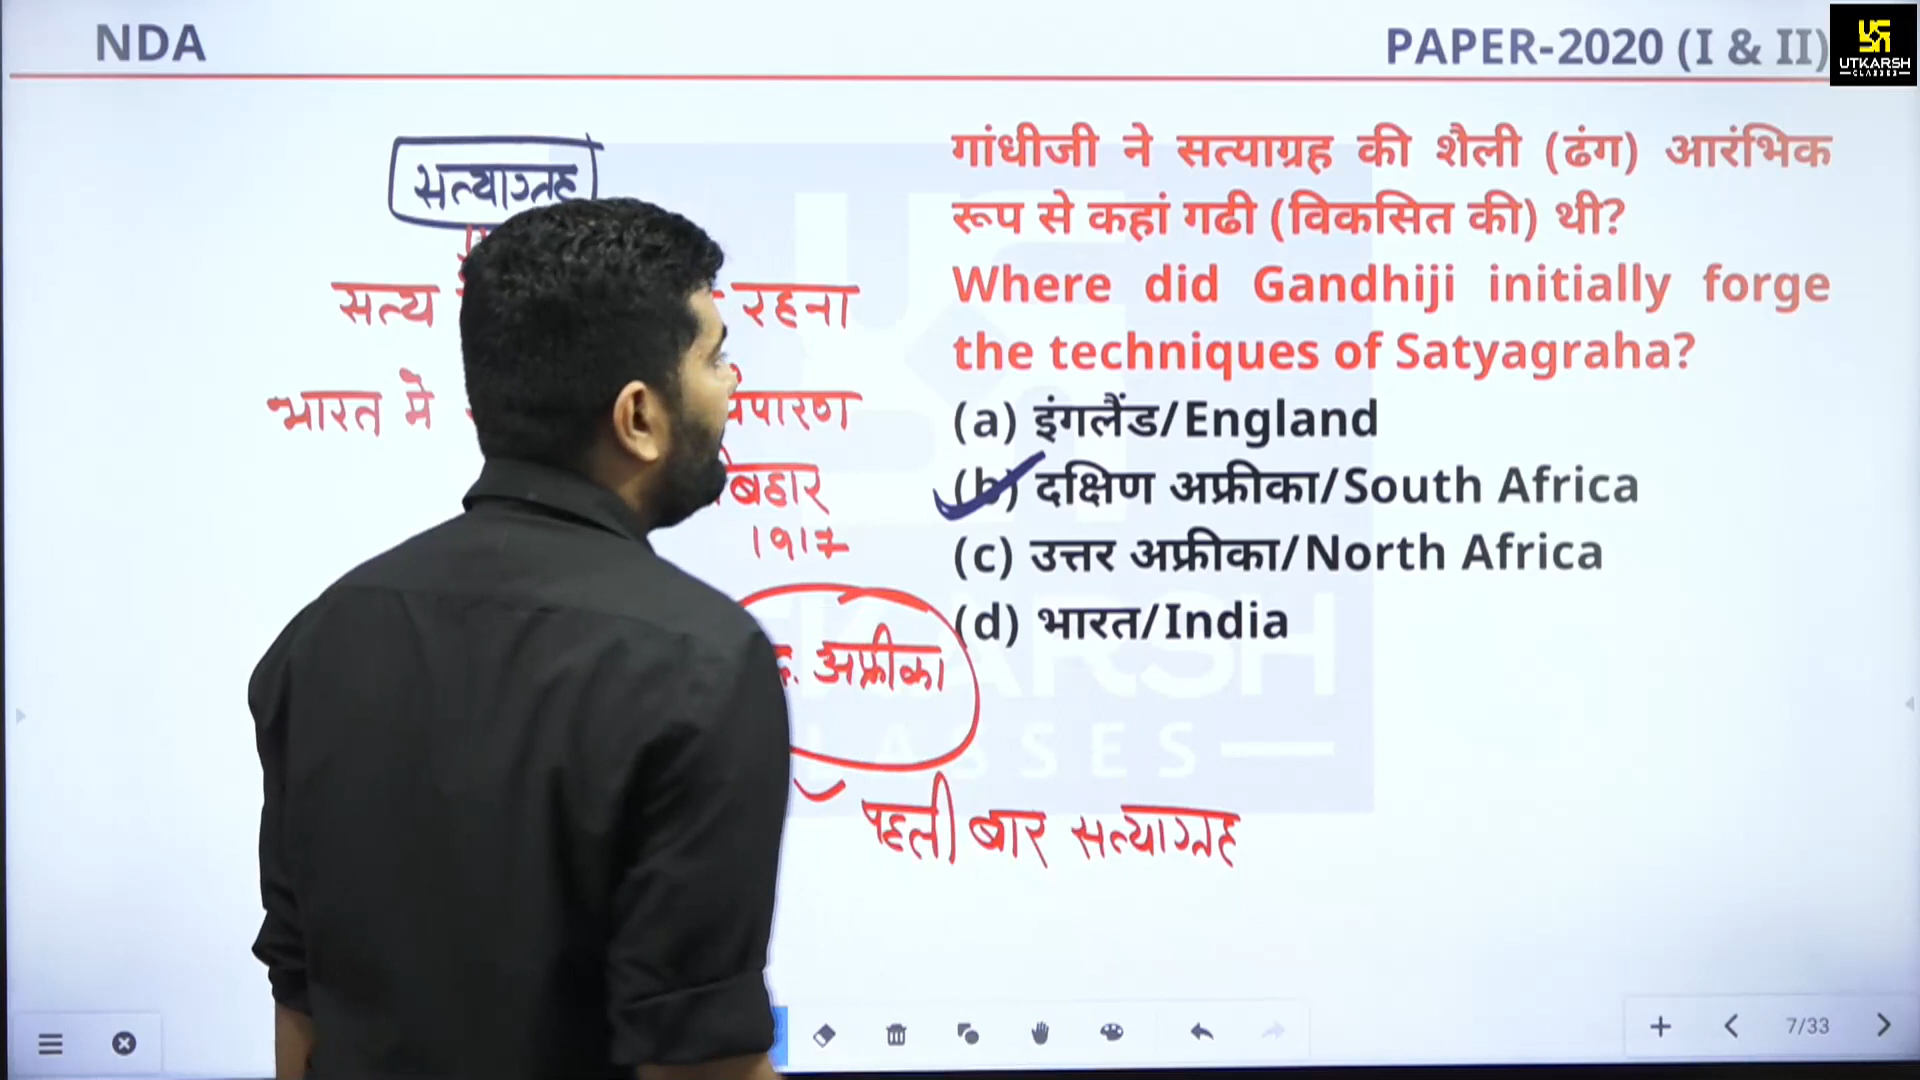 NDA
PAPER-2020 (I & II)
UTKARSH
CLASSES
सत्याग्रह
सत्य
रहना
भारत में
चंपारण
बिहार
1917
द. अफ्रीका
पहली बार सत्याग्रह
गांधीजी ने सत्याग्रह की शैली (ढंग) आरंभिक
रूप से कहां गढी (विकसित की) थी?
Where did Gandhiji initially forge
the techniques of Satyagraha?
(a) इंगलैंड/England
(b) दक्षिण अफ्रीका/South Africa
(c) उत्तर अफ्रीका/North Africa
(d) भारत/India
7/33